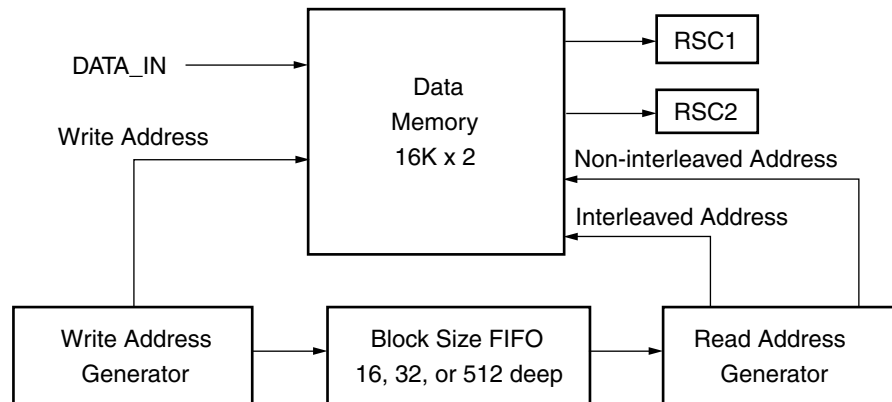 RSC1
DATA_IN
Data
Memory
16K x 2
RSC2
Write Address
Non-interleaved Address
Interleaved Address
Write Address
Generator
Block Size FIFO
16, 32, or 512 deep
Read Address
Generator